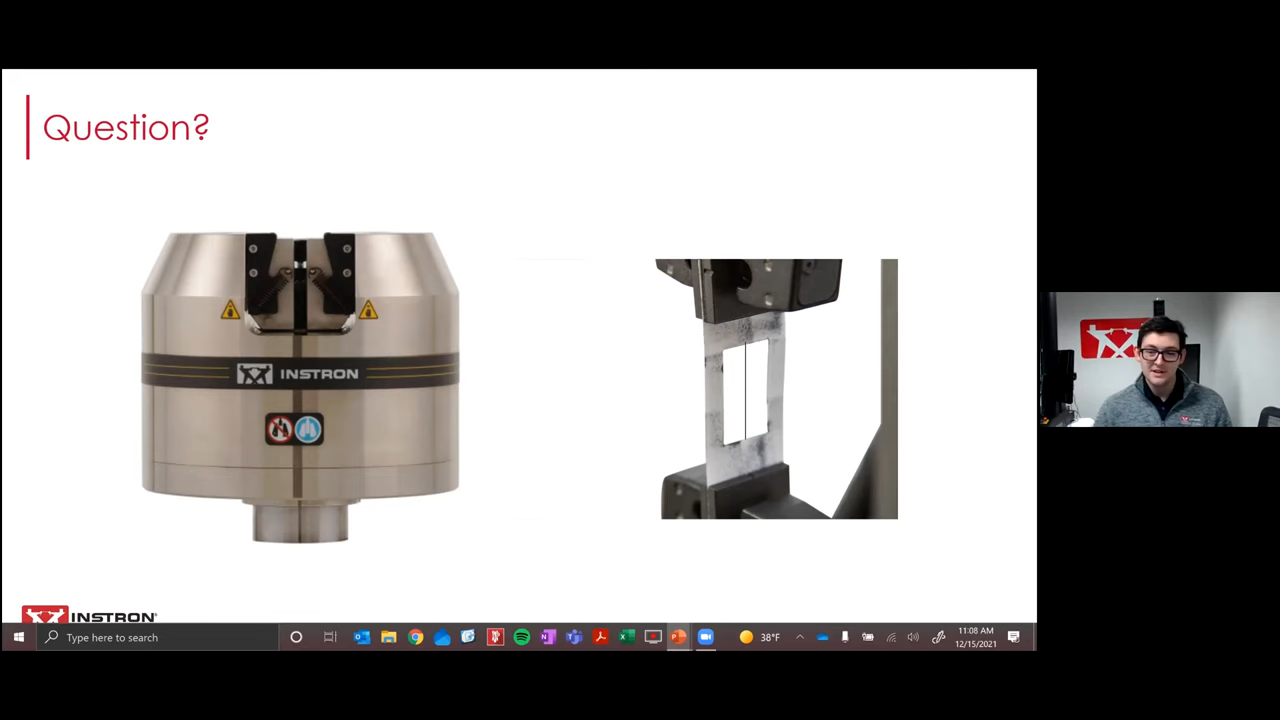 Question?
INSTRON
INSTRON®
Type here to search
38°F
11:08 AM
12/15/2021